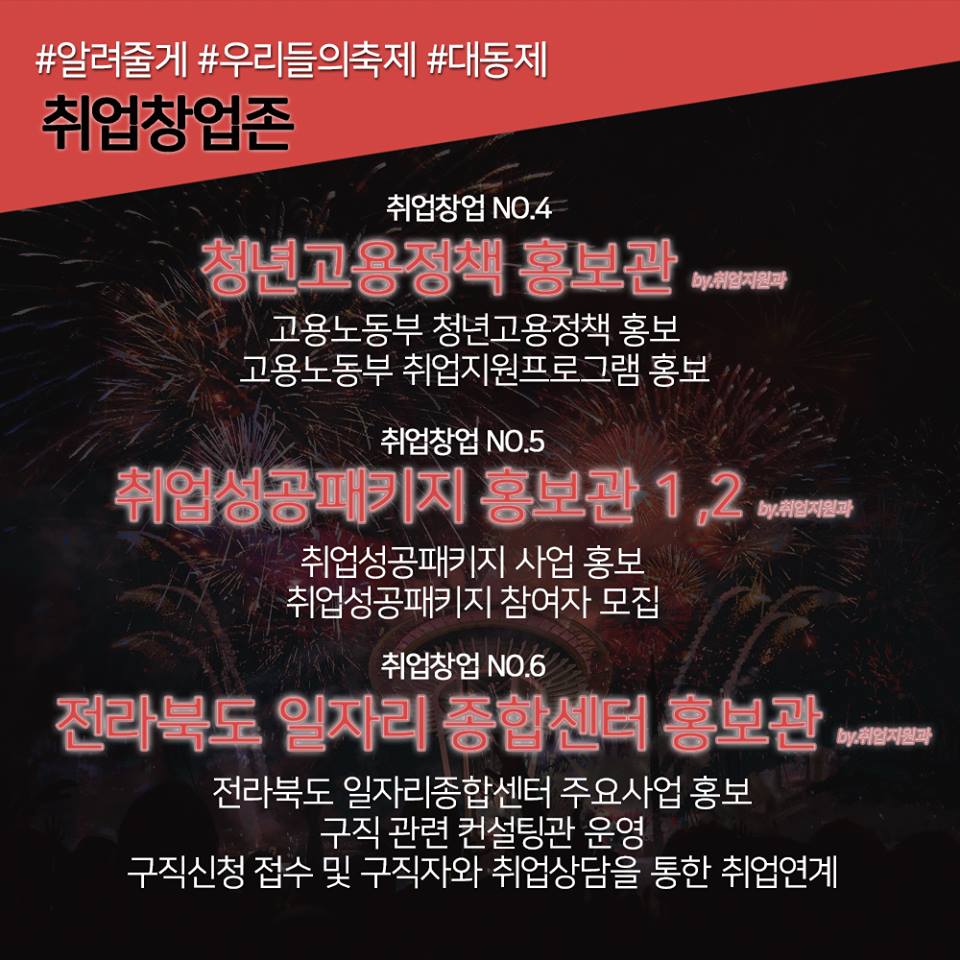 #알려줄게 #우리들의축제 #대동제
취업창업존
취업창업 NO.4
청년고용정책 홍보관 by.취업지원과
고용노동부 청년고용정책 홍보
고용노동부 취업지원프로그램 홍보
취업창업 NO.5
취업성공패키지 홍보관 1 ,2 by.취업지원과
취업성공패키지 사업 홍보
취업성공패키지 참여자 모집
취업창업 NO.6
전라북도 일자리 종합센터 홍보관 by.취업지원과
전라북도 일자리종합센터 주요사업 홍보
구직 관련 컨설팅관 운영
구직신청 접수 및 구직자와 취업상담을 통한 취업연계